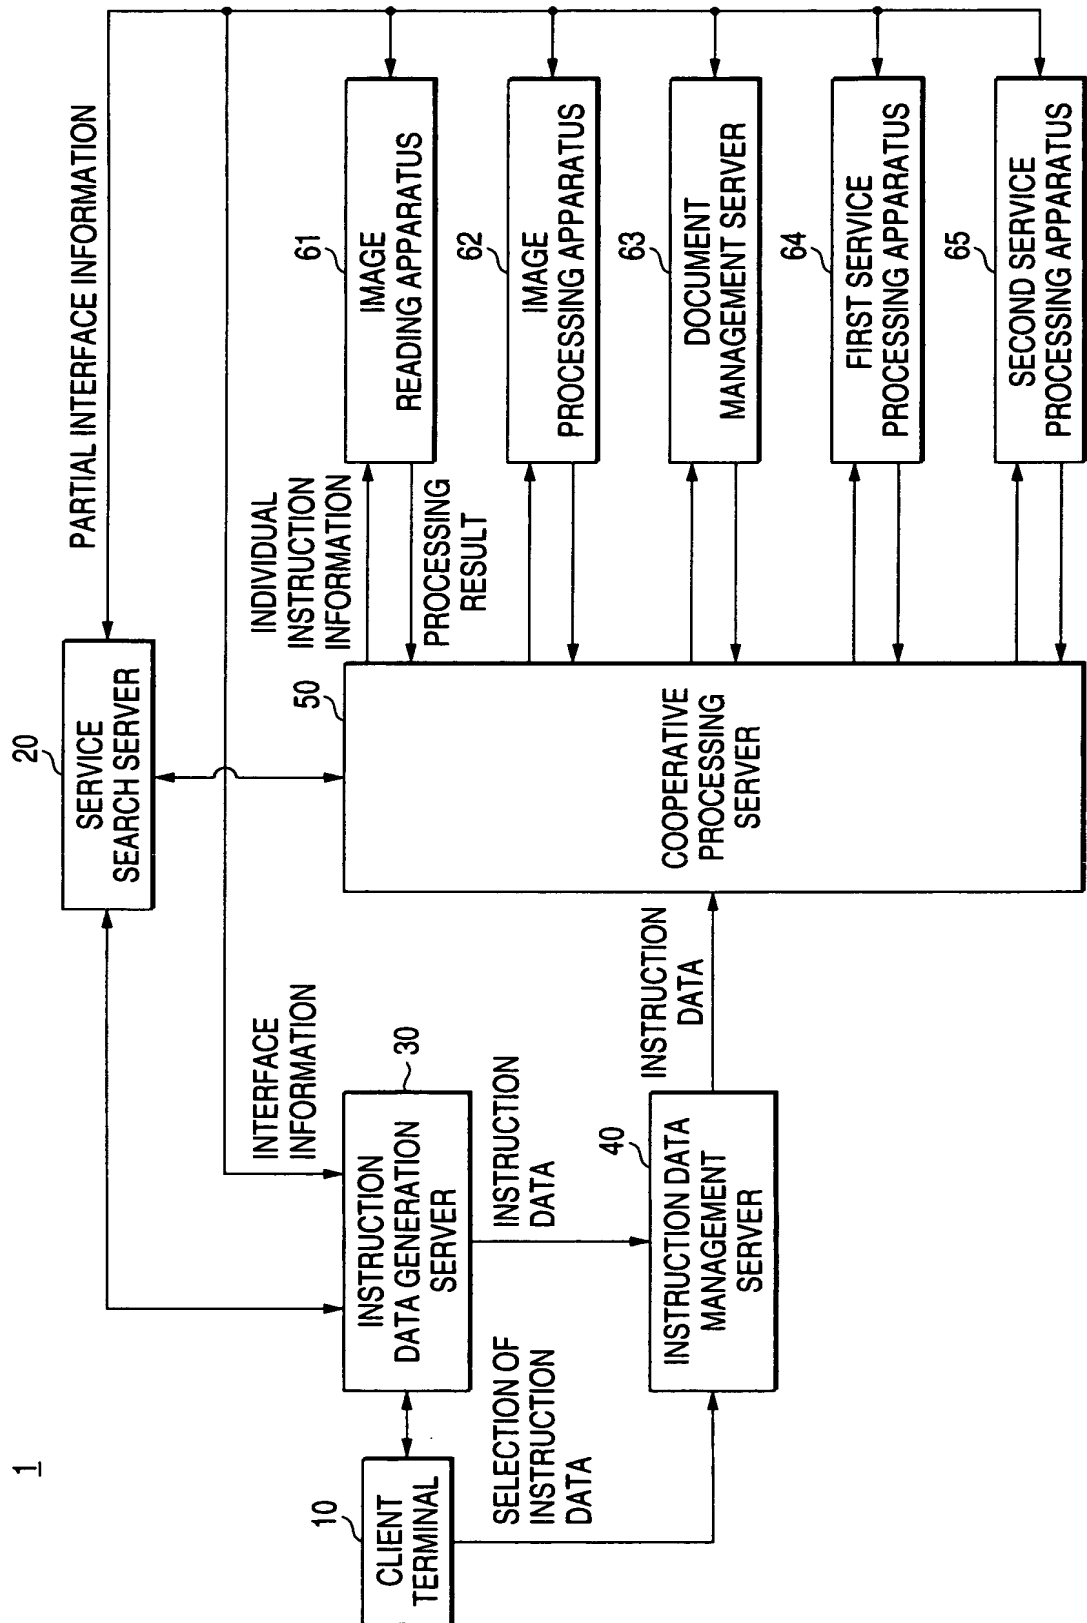 1
PARTIAL INTERFACE INFORMATION
20
SERVICE
SEARCH SERVER
INTERFACE
INFORMATION
10
CLIENT
TERMINAL
30
INSTRUCTION
DATA GENERATION
SERVER
SELECTION OF
INSTRUCTION
DATA
INSTRUCTION
DATA
40
INSTRUCTION DATA
MANAGEMENT
SERVER
INSTRUCTION
DATA
50
COOPERATIVE
PROCESSING
SERVER
INDIVIDUAL
INSTRUCTION
INFORMATION
PROCESSING
RESULT
61
IMAGE
READING APPARATUS
62
IMAGE
PROCESSING APPARATUS
63
DOCUMENT
MANAGEMENT SERVER
64
FIRST SERVICE
PROCESSING APPARATUS
65
SECOND SERVICE
PROCESSING APPARATUS